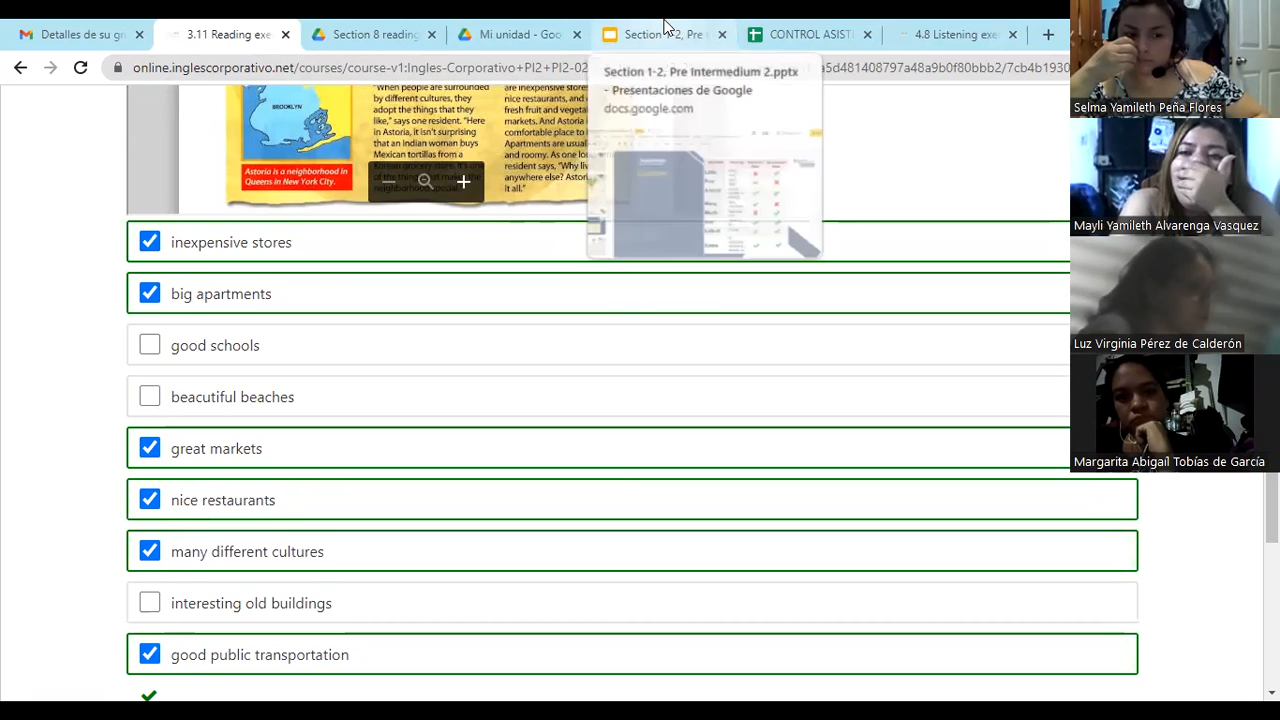 Detalles de su gr
3.11 Reading exe
Section 8 reading
Mi unidad - Goo
Section 1-2, Pre I
CONTROL ASIST
4.8 Listening exe
online.inglescorporativo.net/courses/course-v1:Ingles-Corporativo+PI2+PI2-02
a5d481408797a48a9b0f80bbb2/7cb4b1930
Section 1-2, Pre Intermedium 2.pptx
- Presentaciones de Google
docs.google.com
BROOKLYN
Astoria is a neighborhood in
Queens in New York City.
"When people are surrounded
by different cultures, they
adopt the things that they
like," says one resident. "Here
in Astoria, it isn't surprising
that an Indian woman buys
Mexican tortillas from a
are inexpensive stores
nice restaurants, and
fresh fruit and vegeta
markets. And Astoria
comfortable place to
Apartments are usual
and roomy. As one lo
resident says, "Why liv
anywhere else? Astori
it all."
inexpensive stores
big apartments
good schools
beacutiful beaches
great markets
nice restaurants
many different cultures
interesting old buildings
good public transportation
Selma Yamileth Peña Flores
Mayli Yamileth Alvarenga Vasquez
Luz Virginia Pérez de Calderón
Margarita Abigaíl Tobías de García